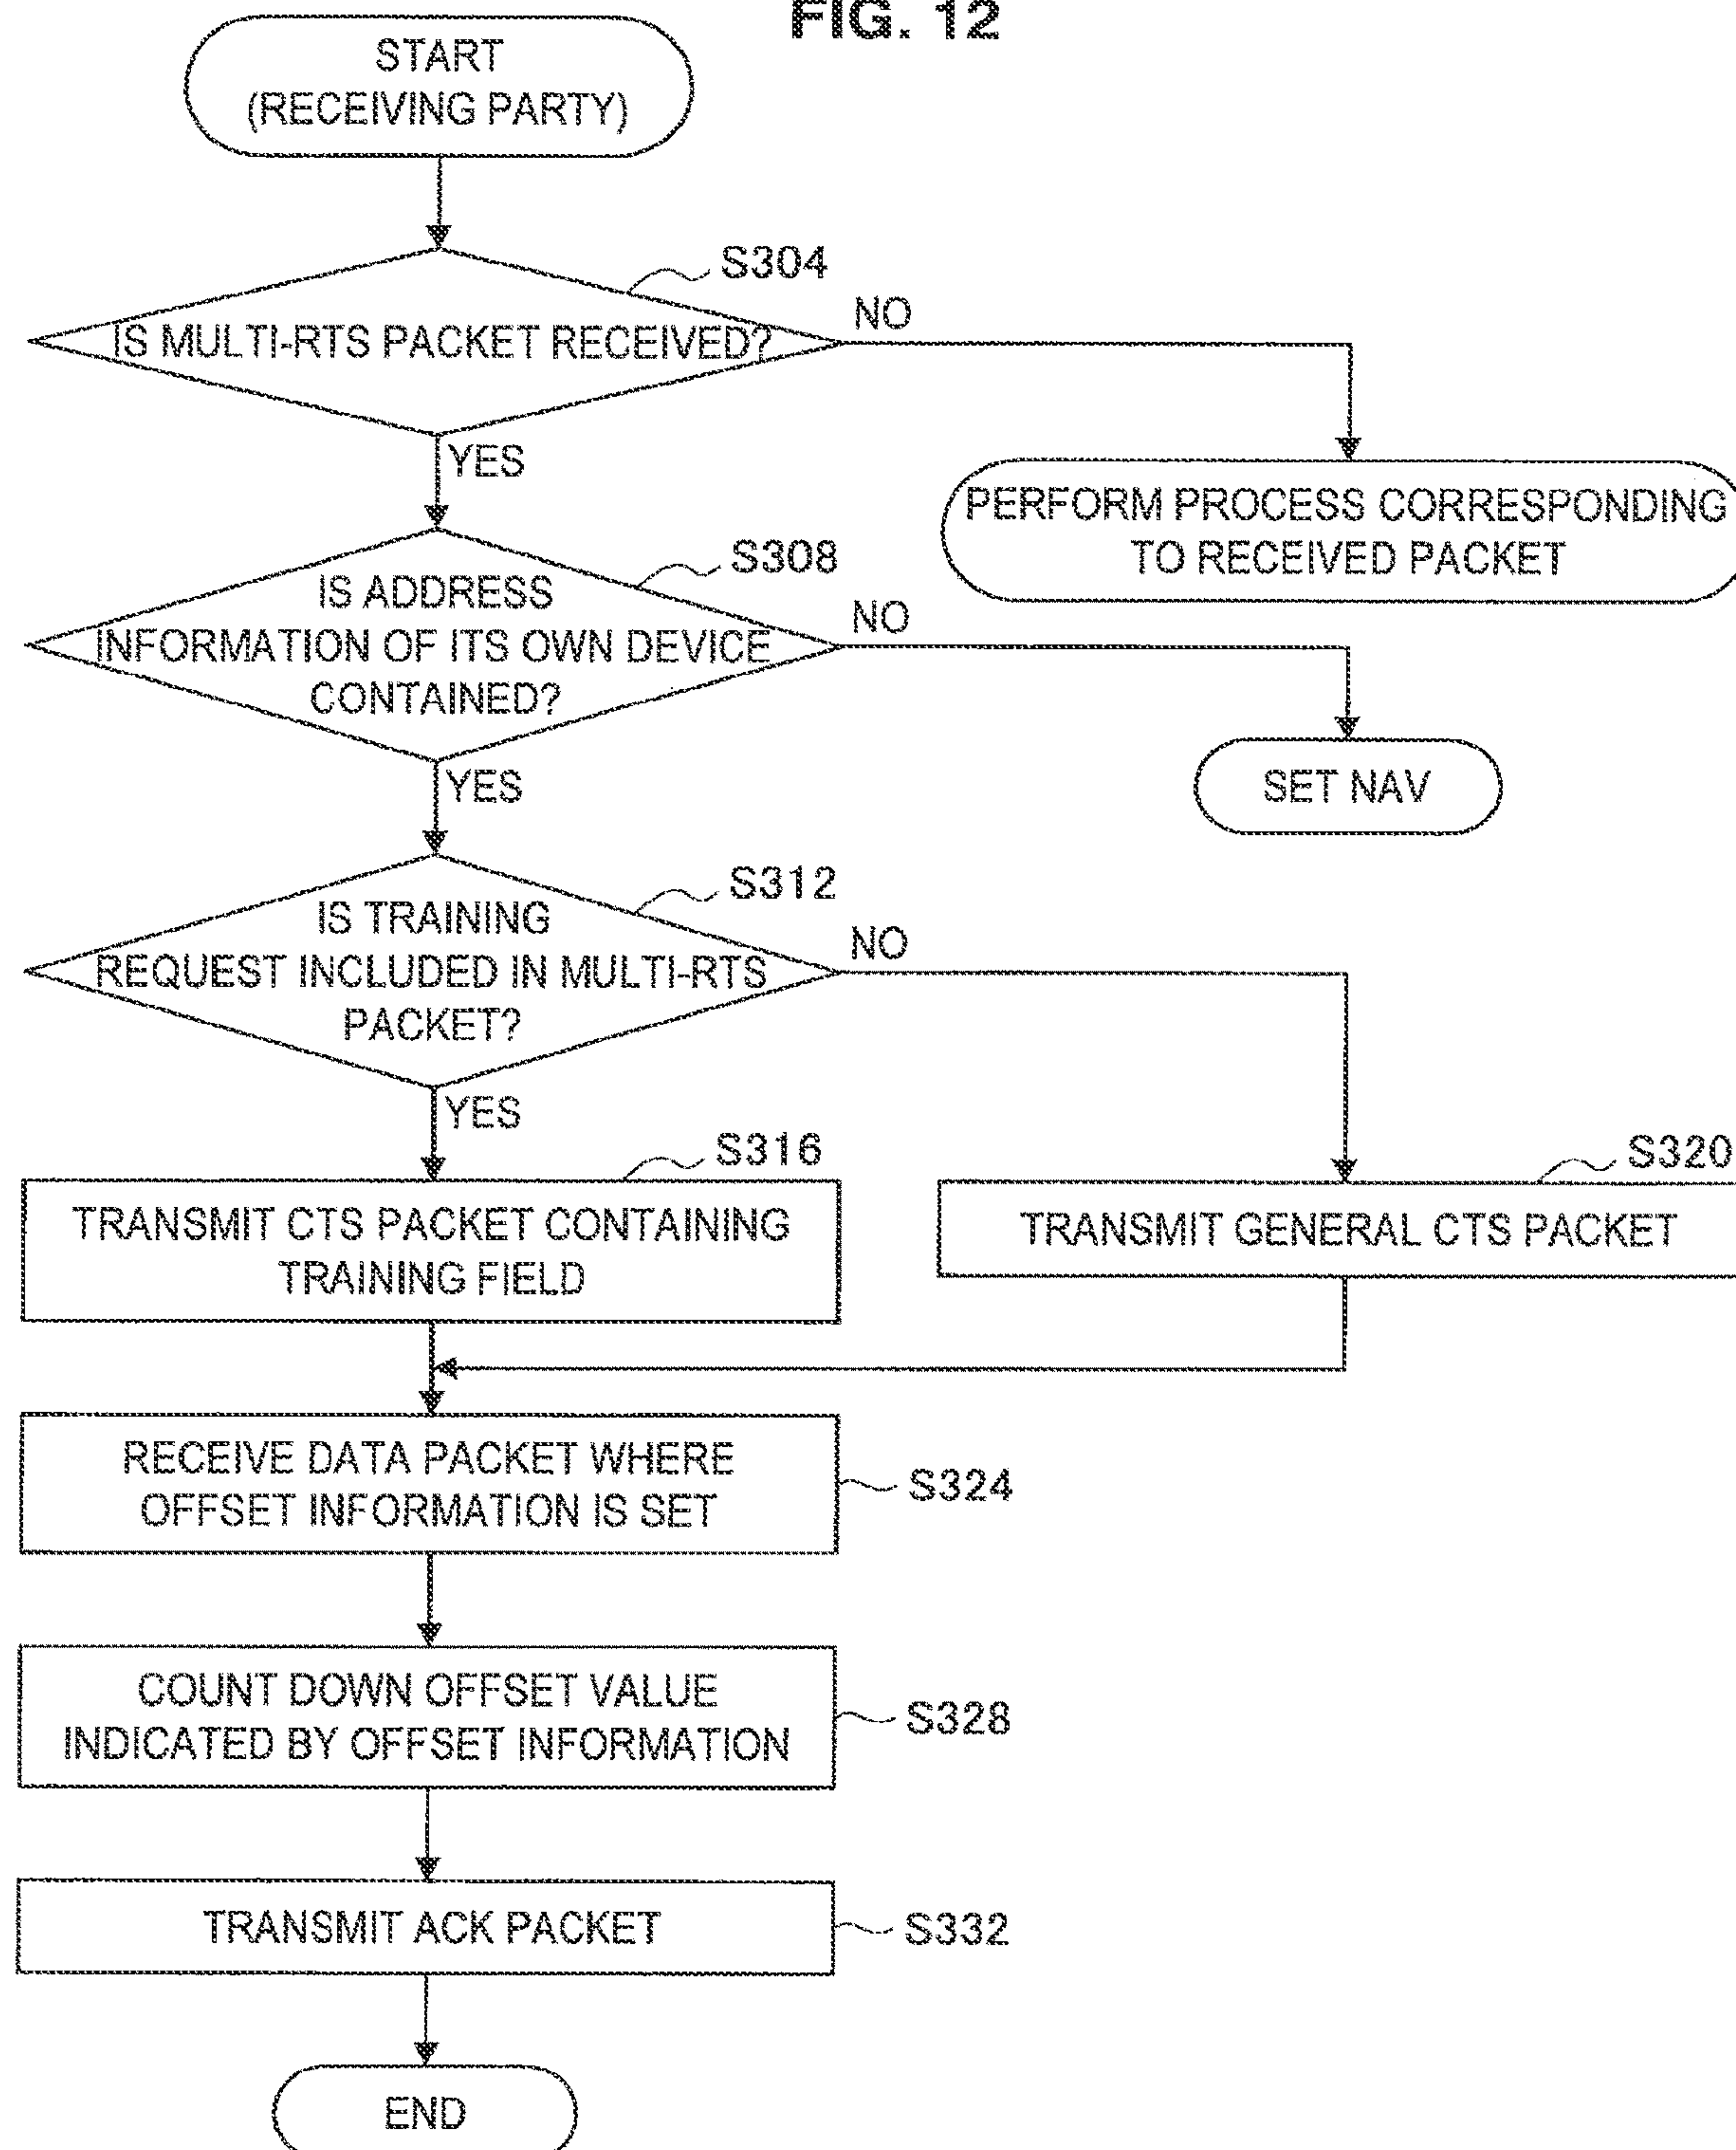 FIG. 12
START
(RECEIVING PARTY)
S304
IS MULTI-RTS PACKET RECEIVED?
NO
YES
PERFORM PROCESS CORRESPONDING
TO RECEIVED PACKET
S308
IS ADDRESS
INFORMATION OF ITS OWN DEVICE
CONTAINED?
NO
YES
SET NAV
S312
IS TRAINING
REQUEST INCLUDED IN MULTI-RTS
PACKET?
NO
YES
S316
TRANSMIT CTS PACKET CONTAINING
TRAINING FIELD
S320
TRANSMIT GENERAL CTS PACKET
RECEIVE DATA PACKET WHERE
OFFSET INFORMATION IS SET
S324
COUNT DOWN OFFSET VALUE
INDICATED BY OFFSET INFORMATION
S328
TRANSMIT ACK PACKET
S332
END